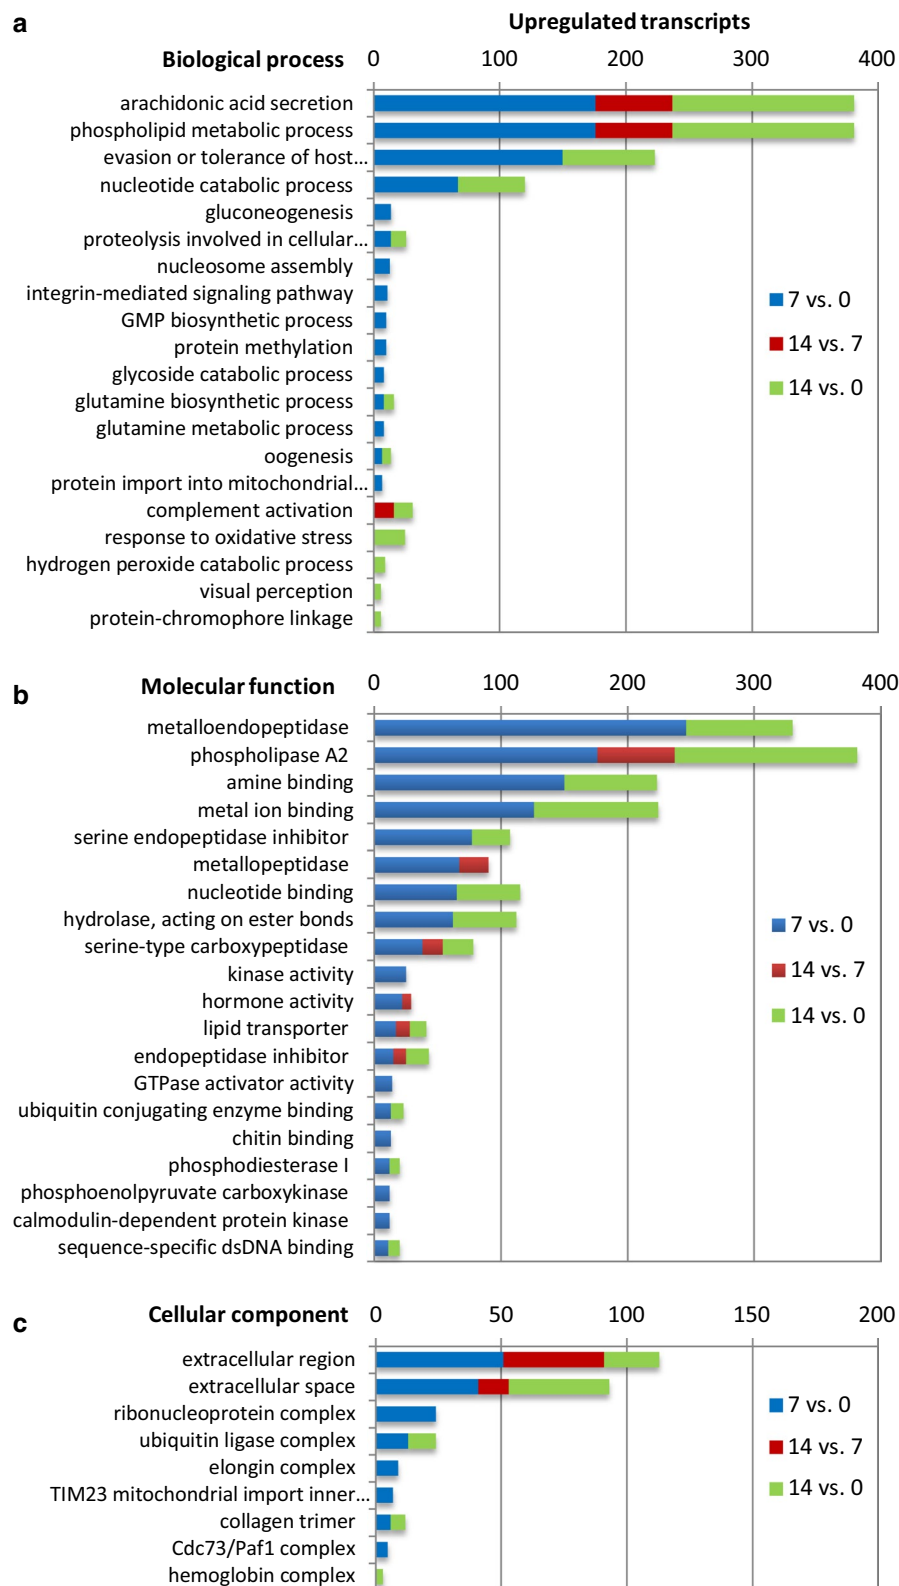 a
Upregulated transcripts
Biological process 0 100 200 300 400
arachidonic acid secretion
phospholipid metabolic process
evasion or tolerance of host...
nucleotide catabolic process
gluconeogenesis
proteolysis involved in cellular...
nucleosome assembly
integrin-mediated signaling pathway
GMP biosynthetic process
protein methylation
glycoside catabolic process
glutamine biosynthetic process
glutamine metabolic process
oogenesis
protein import into mitochondrial...
complement activation
response to oxidative stress
hydrogen peroxide catabolic process
visual perception
protein-chromophore linkage
7 vs. 0
14 vs. 7
14 vs. 0
b
Molecular function 0 100 200 300 400
metalloendopeptidase
phospholipase A2
amine binding
metal ion binding
serine endopeptidase inhibitor
metallopeptidase
nucleotide binding
hydrolase, acting on ester bonds
serine-type carboxypeptidase
kinase activity
hormone activity
lipid transporter
endopeptidase inhibitor
GTPase activator activity
ubiquitin conjugating enzyme binding
chitin binding
phosphodiesterase I
phosphoenolpyruvate carboxykinase
calmodulin-dependent protein kinase
sequence-specific dsDNA binding
7 vs. 0
14 vs. 7
14 vs. 0
c
Cellular component 0 50 100 150 200
extracellular region
extracellular space
ribonucleoprotein complex
ubiquitin ligase complex
elongin complex
TIM23 mitochondrial import inner...
collagen trimer
Cdc73/Paf1 complex
hemoglobin complex
7 vs. 0
14 vs. 7
14 vs. 0